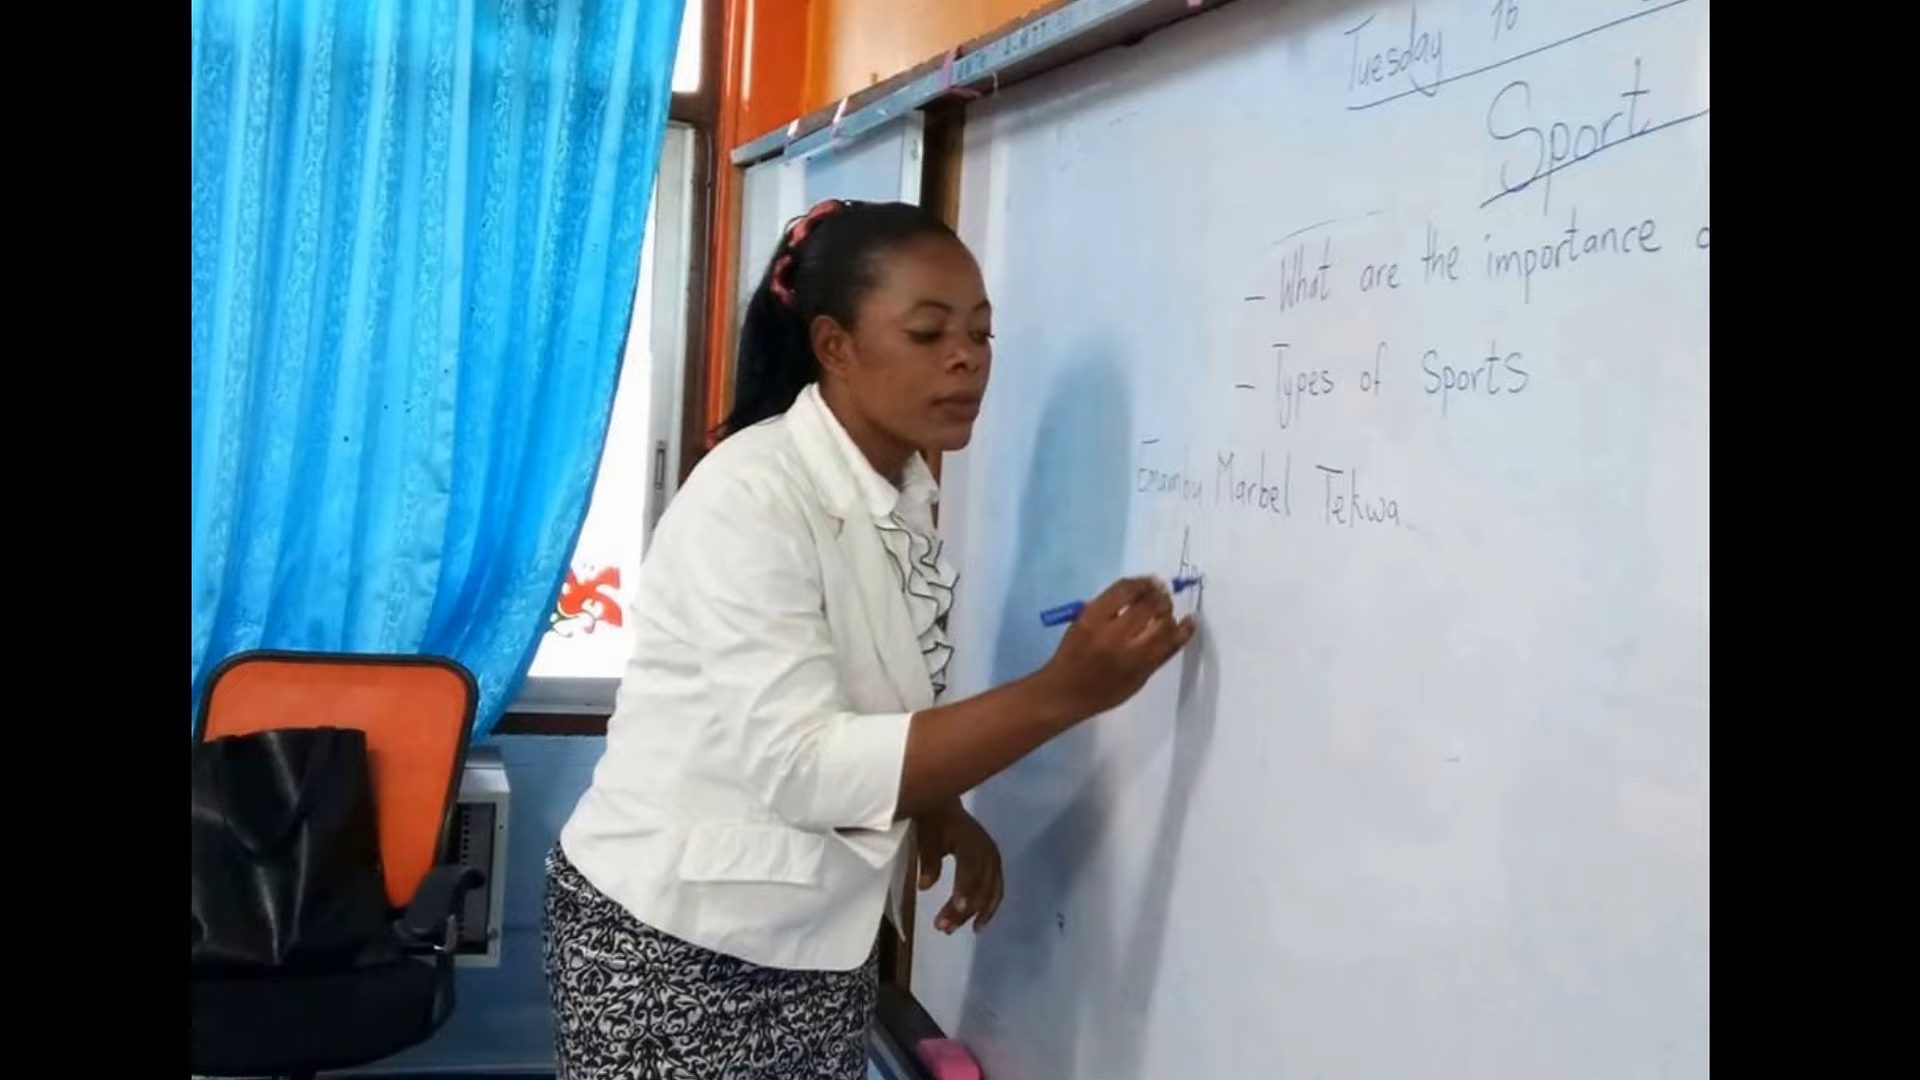 Tuesday 16
Sport
- What are the importance o
- Types of Sports
Marbel Tekwa